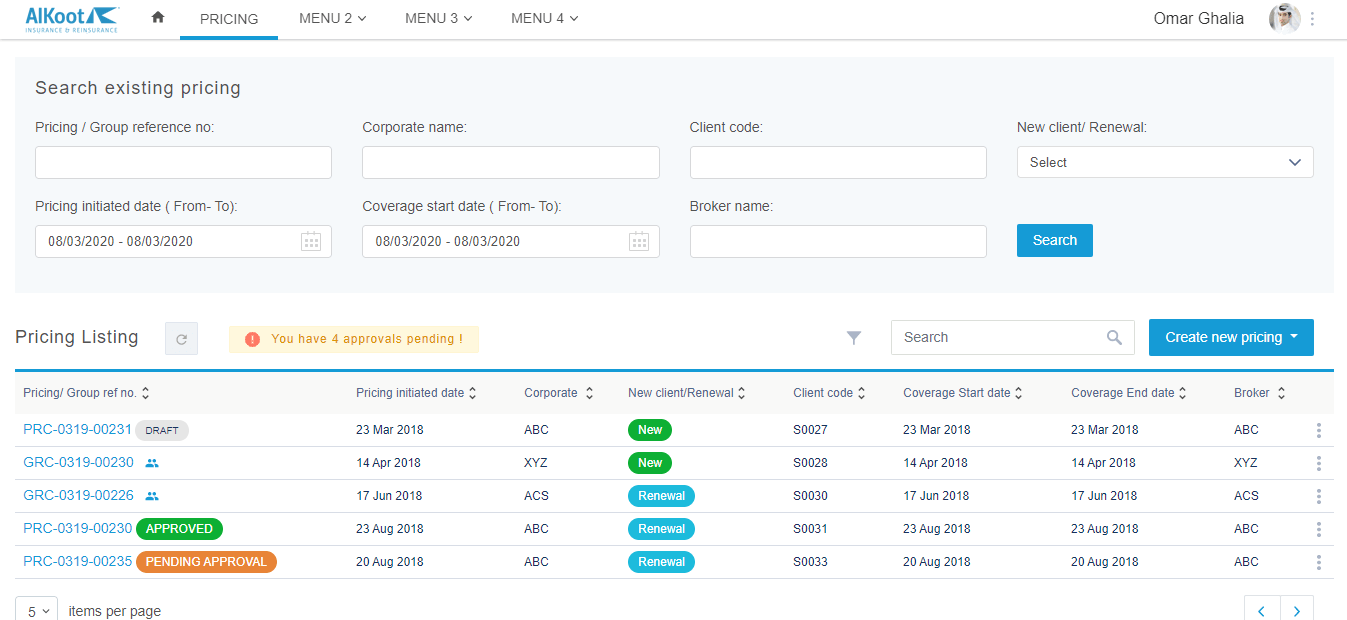 AlKoot
INSURANCE & REINSURANCE
PRICING
MENU 2
MENU 3
MENU 4
Omar Ghalia
Search existing pricing
Pricing / Group reference no:
Corporate name:
Client code:
New client/ Renewal:
Select
Pricing initiated date ( From- To):
Coverage start date ( From- To):
Broker name:
08/03/2020 - 08/03/2020
08/03/2020 - 08/03/2020
Search
Pricing Listing
You have 4 approvals pending !
Search
Create new pricing
Pricing/ Group ref no. Pricing initiated date Corporate New client/Renewal Client code Coverage Start date Coverage End date Broker
PRC-0319-00231 DRAFT 23 Mar 2018 ABC New S0027 23 Mar 2018 23 Mar 2018 ABC
GRC-0319-00230 14 Apr 2018 XYZ New S0028 14 Apr 2018 14 Apr 2018 XYZ
GRC-0319-00226 17 Jun 2018 ACS Renewal S0030 17 Jun 2018 17 Jun 2018 ACS
PRC-0319-00230 APPROVED 23 Aug 2018 ABC Renewal S0031 23 Aug 2018 23 Aug 2018 ABC
PRC-0319-00235 PENDING APPROVAL 20 Aug 2018 ABC Renewal S0033 20 Aug 2018 20 Aug 2018 ABC
5 items per page